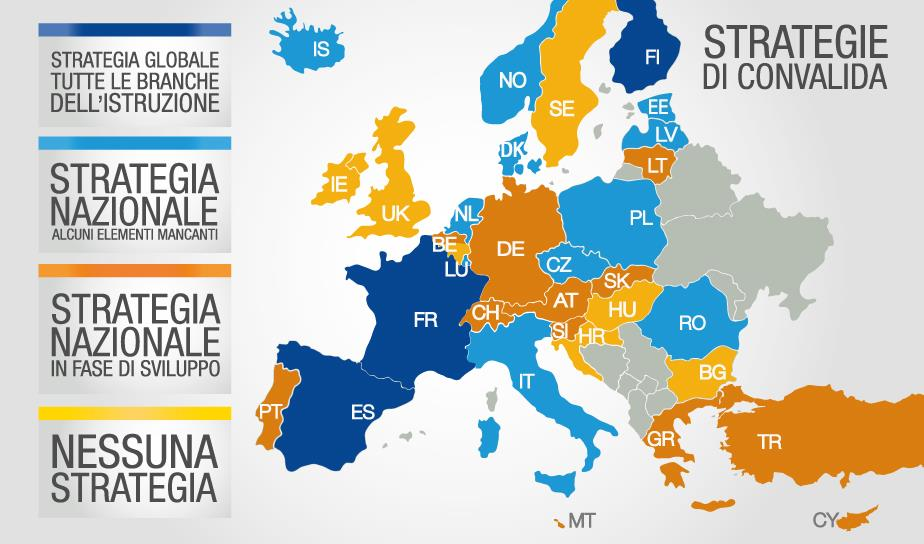 STRATEGIA GLOBALE
TUTTE LE BRANCHE
DELL'ISTRUZIONE
STRATEGIA
NAZIONALE
ALCUNI ELEMENTI MANCANTI
STRATEGIA
NAZIONALE
IN FASE DI SVILUPPO
NESSUNA
STRATEGIA
STRATEGIE
DI CONVALIDA
IS
FI
NO
SE
EE
LV
DK
LT
IE
UK
NL
PL
BE
DE
LU
CZ
SK
AT
CH
HU
FR
SI
HR
RO
IT
BG
PT
ES
GR
TR
MT
CY